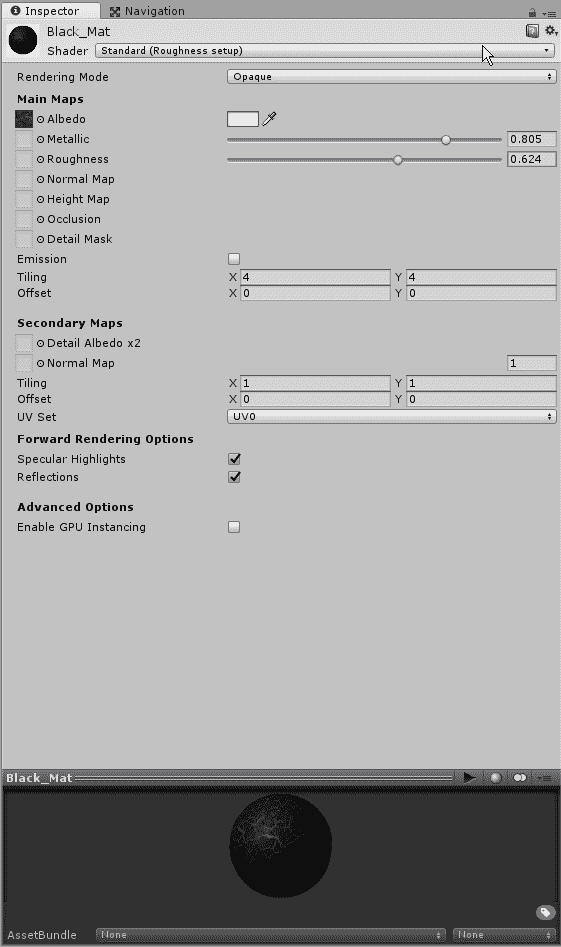 Inspector Navigation
Black_Mat
Shader Standard (Roughness setup)
Rendering Mode Opaque
Main Maps
Albedo
Metallic 0.805
Roughness 0.624
Normal Map
Height Map
Occlusion
Detail Mask
Emission
Tiling X 4 Y 4
Offset X 0 Y 0
Secondary Maps
Detail Albedo x2
Normal Map 1
Tiling X 1 Y 1
Offset X 0 Y 0
UV Set UV0
Forward Rendering Options
Specular Highlights
Reflections
Advanced Options
Enable GPU Instancing
Black_Mat
AssetBundle None None